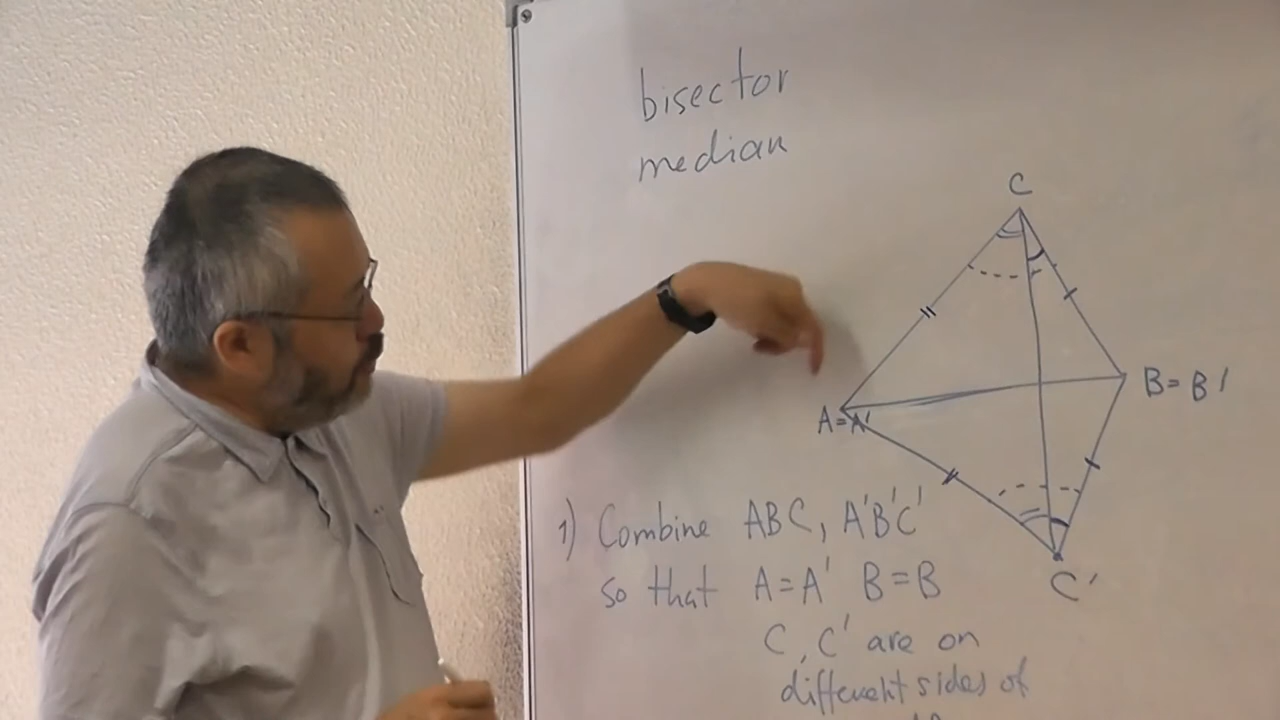 bisector
median
C
B = B'
A=A'
1) Combine ABC, A'B'C'
so that A=A' B=B
C'
C, C' are on
different sides of